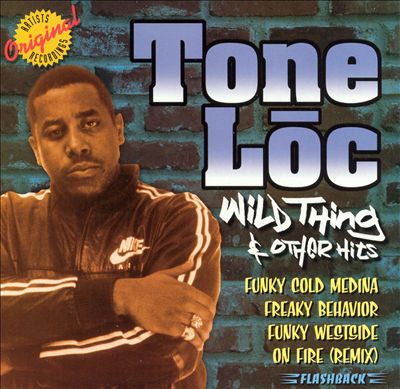 ARTISTS
Original
RECORDINGS
Tone
Lōc
Wild Thing
& Other Hits
FUNKY COLD MEDINA
FREAKY BEHAVIOR
FUNKY WESTSIDE
ON FIRE (REMIX)
FLASHBACK
NIKE